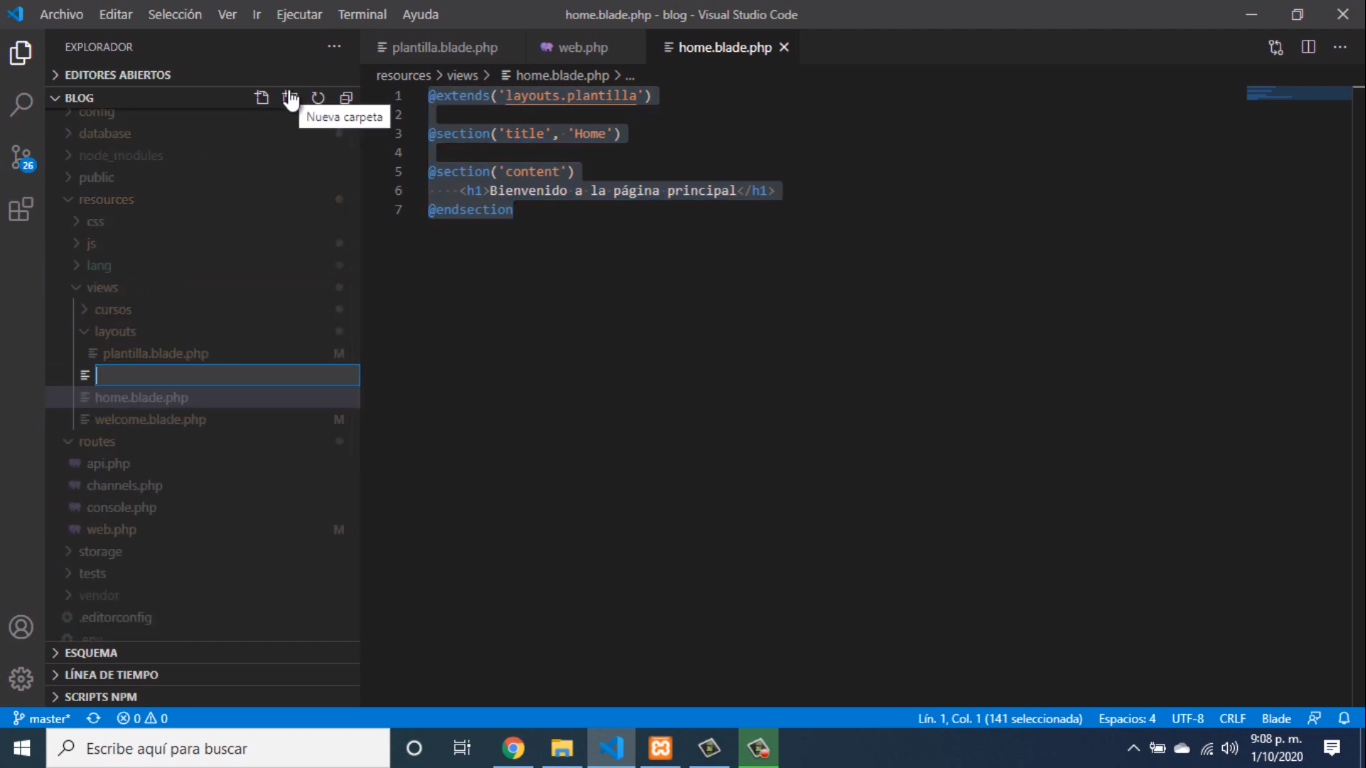 Archivo Editar Selección Ver Ir Ejecutar Terminal Ayuda
home.blade.php - blog - Visual Studio Code
EXPLORADOR
EDITORES ABIERTOS
BLOG
Nueva carpeta
config
database
node_modules
public
resources
css
js
lang
views
cursos
layouts
plantilla.blade.php M
home.blade.php
welcome.blade.php M
routes
api.php
channels.php
console.php
web.php M
storage
tests
vendor
.editorconfig
.env
ESQUEMA
LÍNEA DE TIEMPO
SCRIPTS NPM
26
plantilla.blade.php web.php home.blade.php
resources > views > home.blade.php > ...
1 @extends('layouts.plantilla')
2
3 @section('title', 'Home')
4
5 @section('content')
6 ····<h1>Bienvenido a la página principal</h1>
7 @endsection
master* 0 0
Lín. 1, Col. 1 (141 seleccionada) Espacios: 4 UTF-8 CRLF Blade
Escribe aquí para buscar
9:08 p. m.
1/10/2020